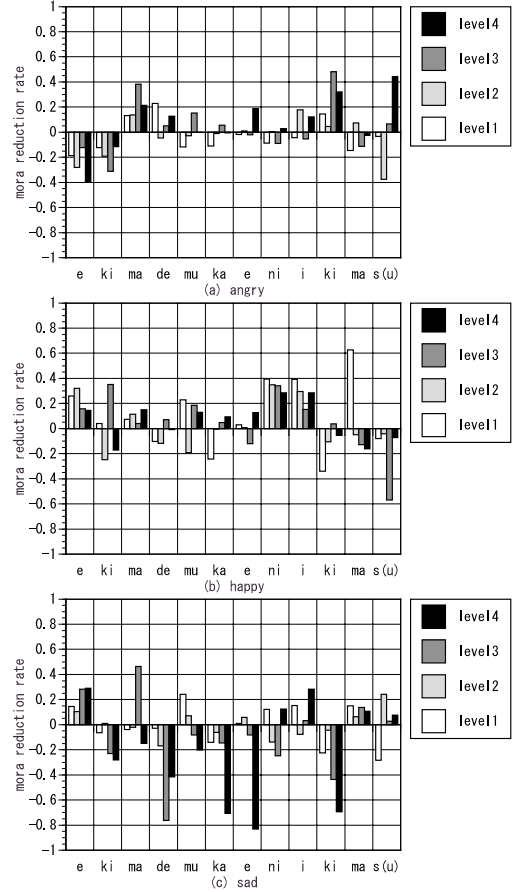 1
0.8
0.6
0.4
0.2
0
-0.2
-0.4
-0.6
-0.8
-1
mora reduction rate
e ki ma de mu ka e ni i ki ma s(u)
(a) angry
level4
level3
level2
level1
1
0.8
0.6
0.4
0.2
0
-0.2
-0.4
-0.6
-0.8
-1
mora reduction rate
e ki ma de mu ka e ni i ki ma s(u)
(b) happy
level4
level3
level2
level1
1
0.8
0.6
0.4
0.2
0
-0.2
-0.4
-0.6
-0.8
-1
mora reduction rate
e ki ma de mu ka e ni i ki ma s(u)
(c) sad
level4
level3
level2
level1